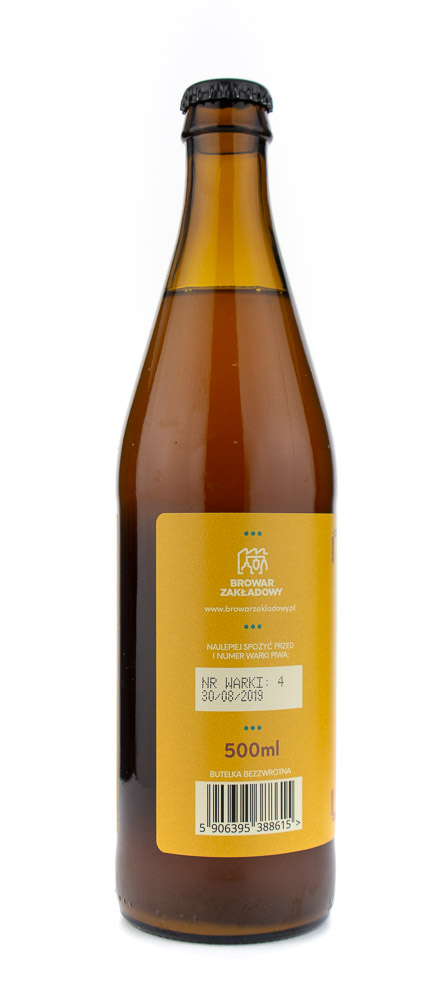 BROWAR
ZAKŁADOWY
www.browarzakladowy.pl
NAJLEPIEJ SPOŻYĆ PRZED
I NUMER WARKI PIWA:
NR WARKI: 4
30/08/2019
500ml
BUTELKA BEZZWROTNA
5 906395 388615 >